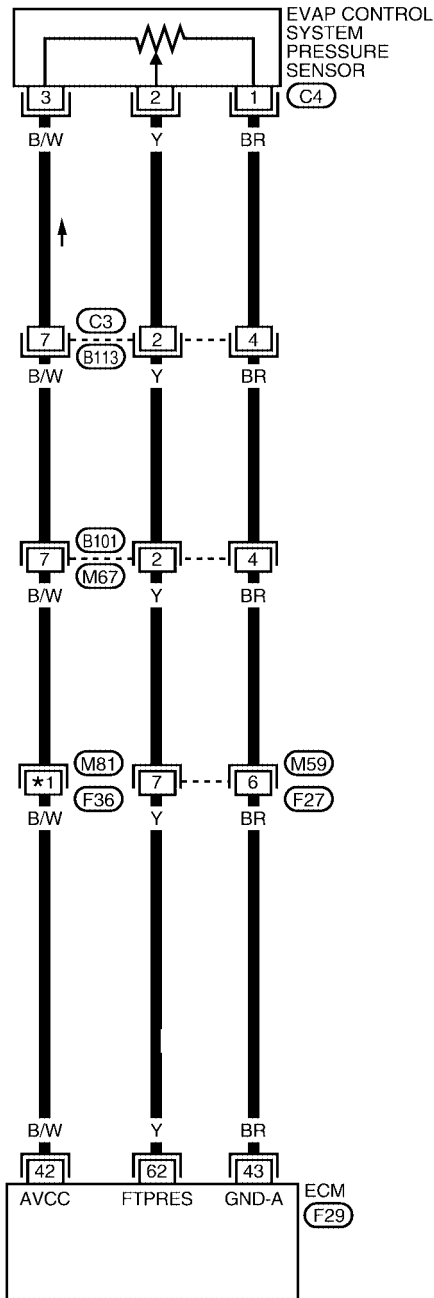 EVAP CONTROL
SYSTEM
PRESSURE
SENSOR
3 2 1 C4
B/W Y BR
C3
7 2 4
B113
B/W Y BR
B101
7 2 4
M67
B/W Y BR
M81 M59
★1 7 6
F36 F27
B/W Y BR
B/W Y BR
42 62 43
AVCC FTPRES GND-A ECM
F29